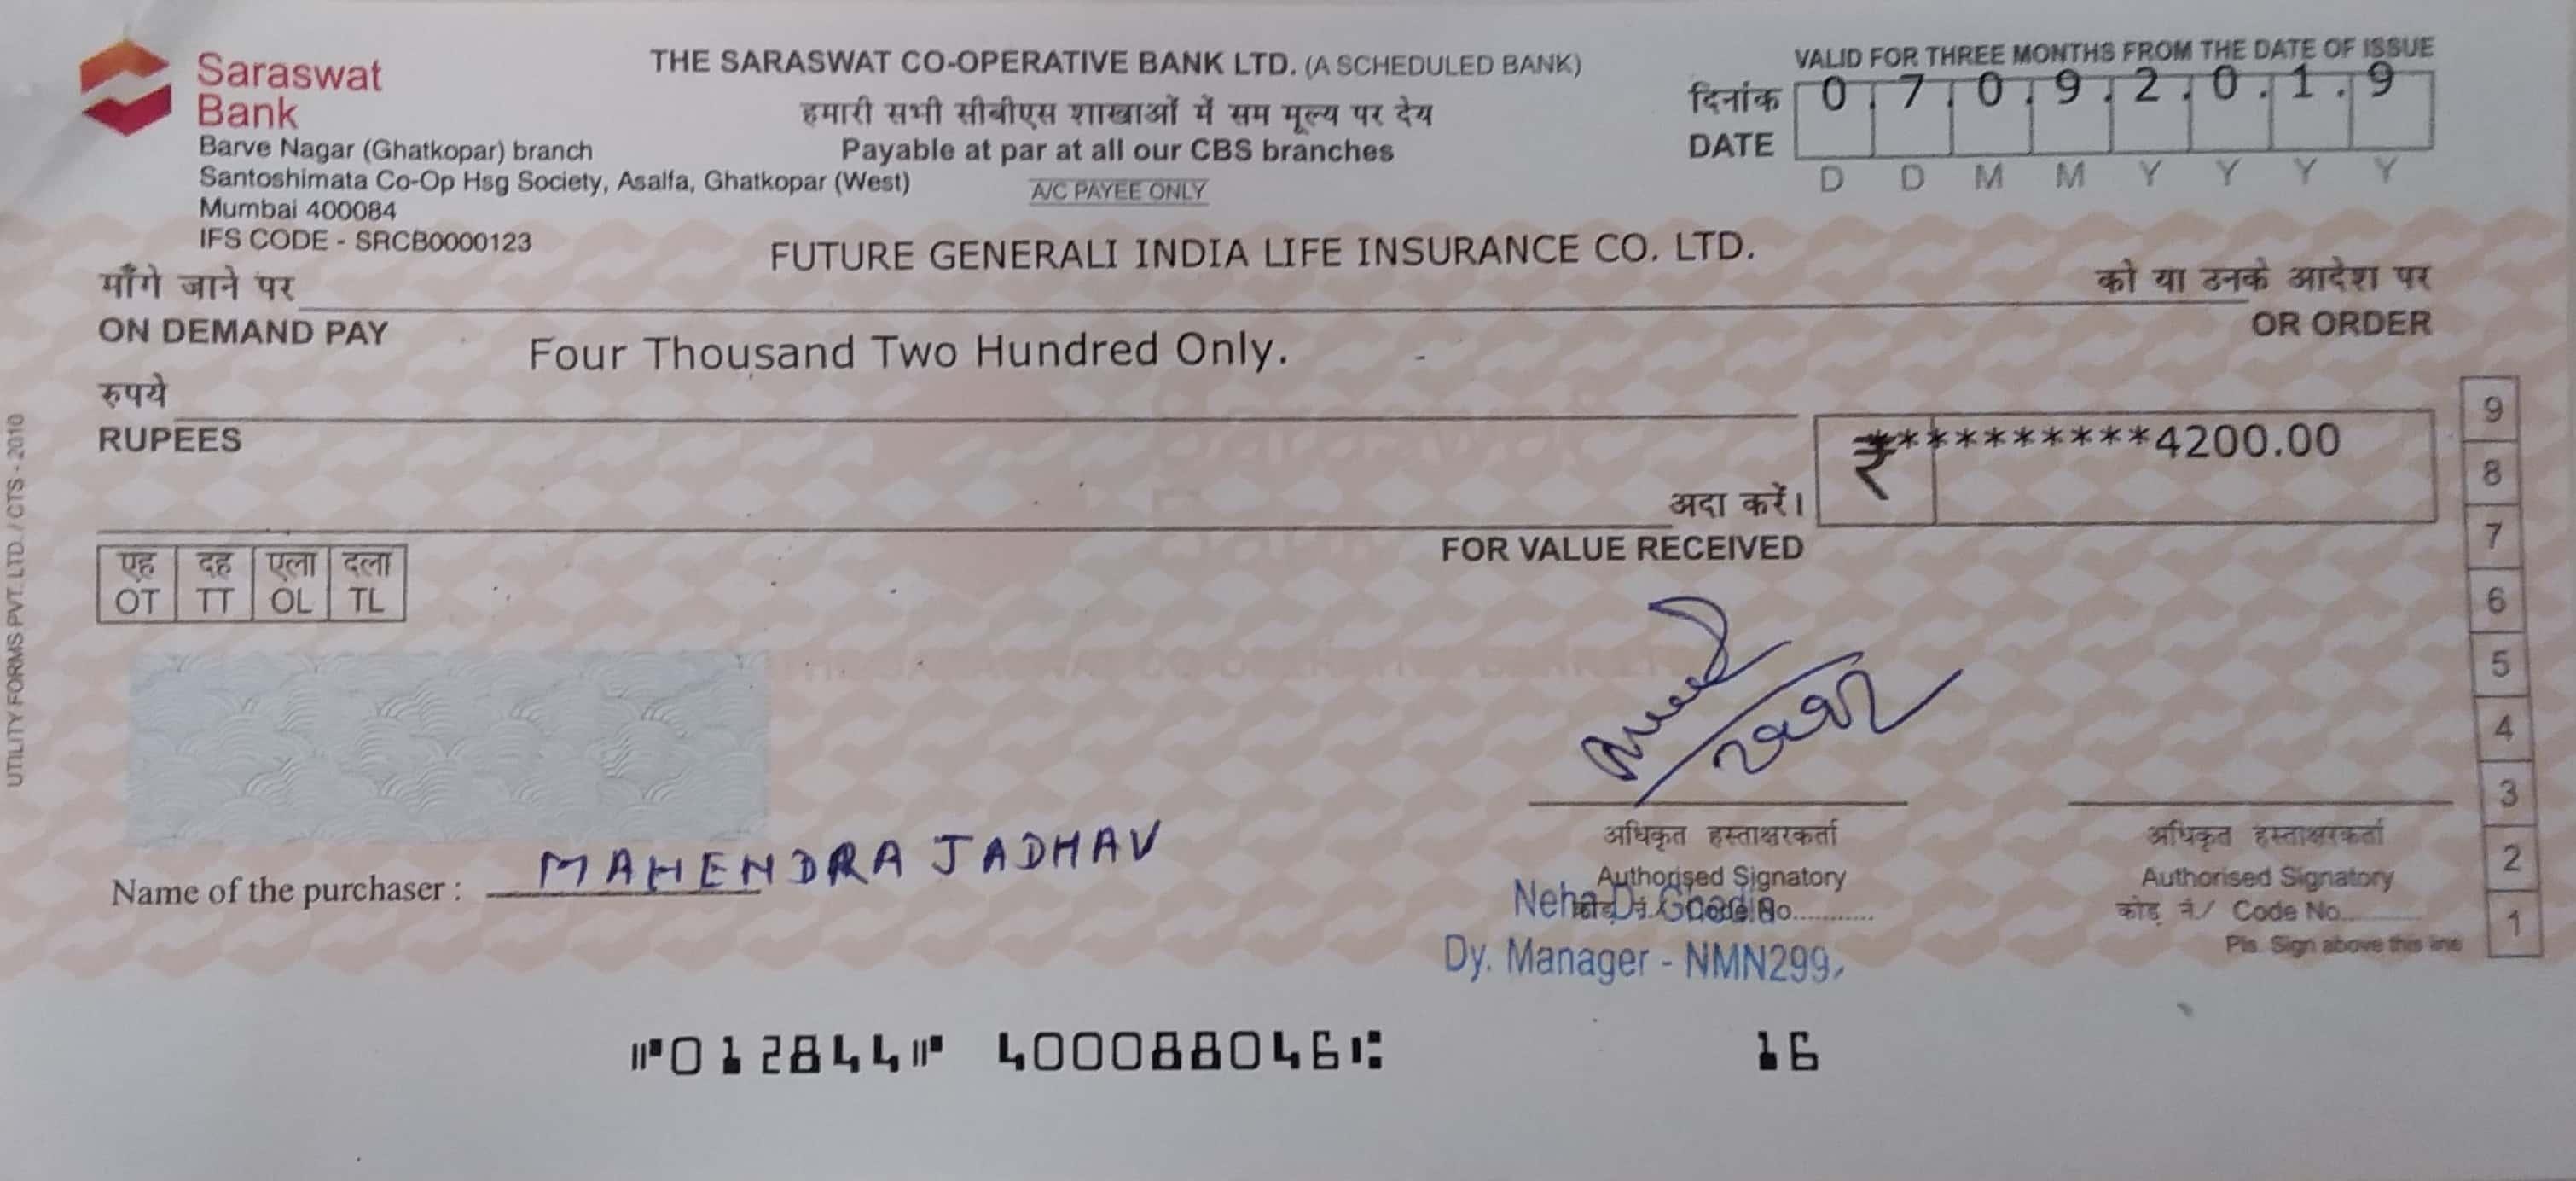 Saraswat
Bank
Barve Nagar (Ghatkopar) branch
Santoshimata Co-Op Hsg Society, Asalfa, Ghatkopar (West)
Mumbai 400084
IFS CODE - SRCB0000123
THE SARASWAT CO-OPERATIVE BANK LTD. (A SCHEDULED BANK)
हमारी सभी सीबीएस शाखाओं में सम मूल्य पर देय
Payable at par at all our CBS branches
A/C PAYEE ONLY
VALID FOR THREE MONTHS FROM THE DATE OF ISSUE
दिनांक 0 7 0 9 2 0 1 9
DATE
D D M M Y Y Y Y
FUTURE GENERALI INDIA LIFE INSURANCE CO. LTD.
माँगे जाने पर को या उनके आदेश पर
ON DEMAND PAY OR ORDER
Four Thousand Two Hundred Only.
रुपये
RUPEES
₹ **********4200.00
अदा करें।
FOR VALUE RECEIVED
एह दह एला दला
OT TT OL TL
9
8
7
6
5
4
3
2
1
UTILITY FORMS PVT. LTD. / CTS - 2010
Name of the purchaser : MAHENDRA JADHAV
अधिकृत हस्ताक्षरकर्ता
Authorised Signatory
Neha D.
Dy. Manager - NMN299
अधिकृत हस्ताक्षरकर्ता
Authorised Signatory
कोड नं/ Code No.
Pls. Sign above this line
⑈012844⑈ 400088046⑆ 16